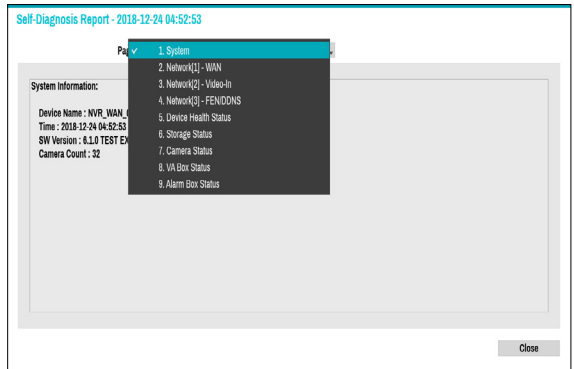 Self-Diagnosis Report - 2018-12-24 04:52:53
✓ 1. System
2. Network[1] - WAN
3. Network[2] - Video-In
4. Network[3] - FEN/DDNS
5. Device Health Status
6. Storage Status
7. Camera Status
8. VA Box Status
9. Alarm Box Status
System Information:
Device Name : NVR_WAN_
Time : 2018-12-24 04:52:53
SW Version : 6.1.0 TEST EX
Camera Count : 32
Close